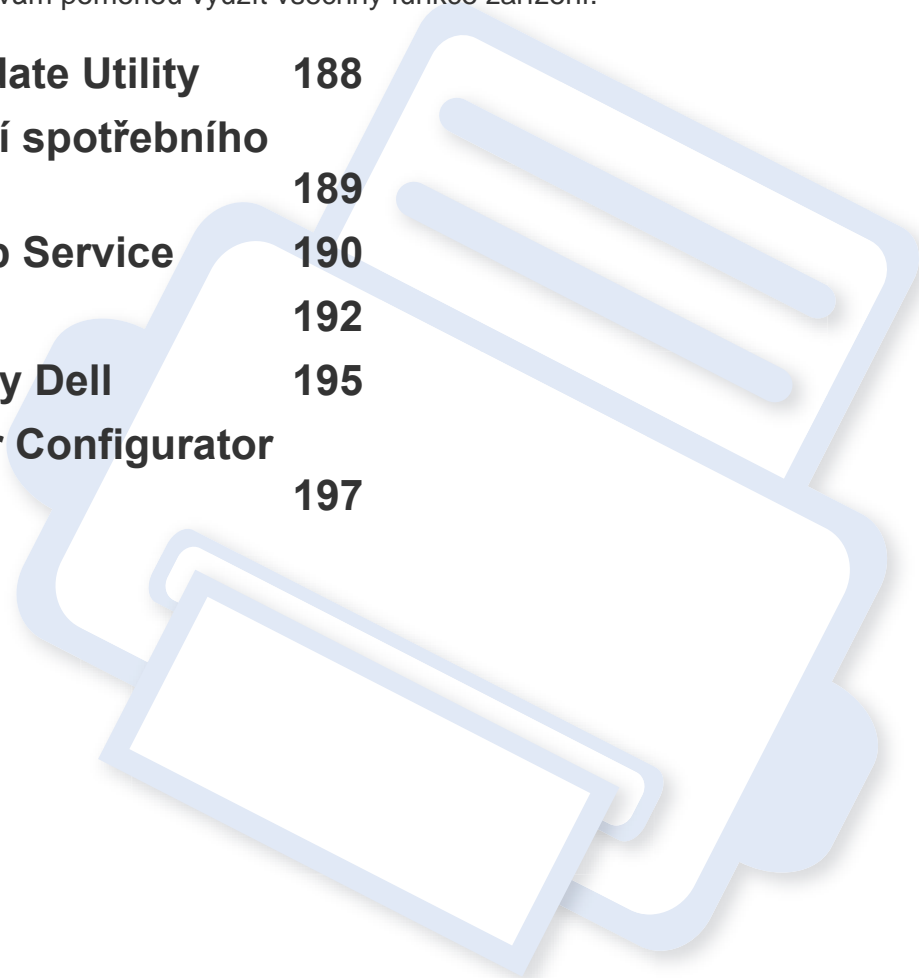 vám pomohou využít všechny funkce zařízení.
late Utility 188
í spotřebního
189
Service 190
192
y Dell 195
r Configurator
197